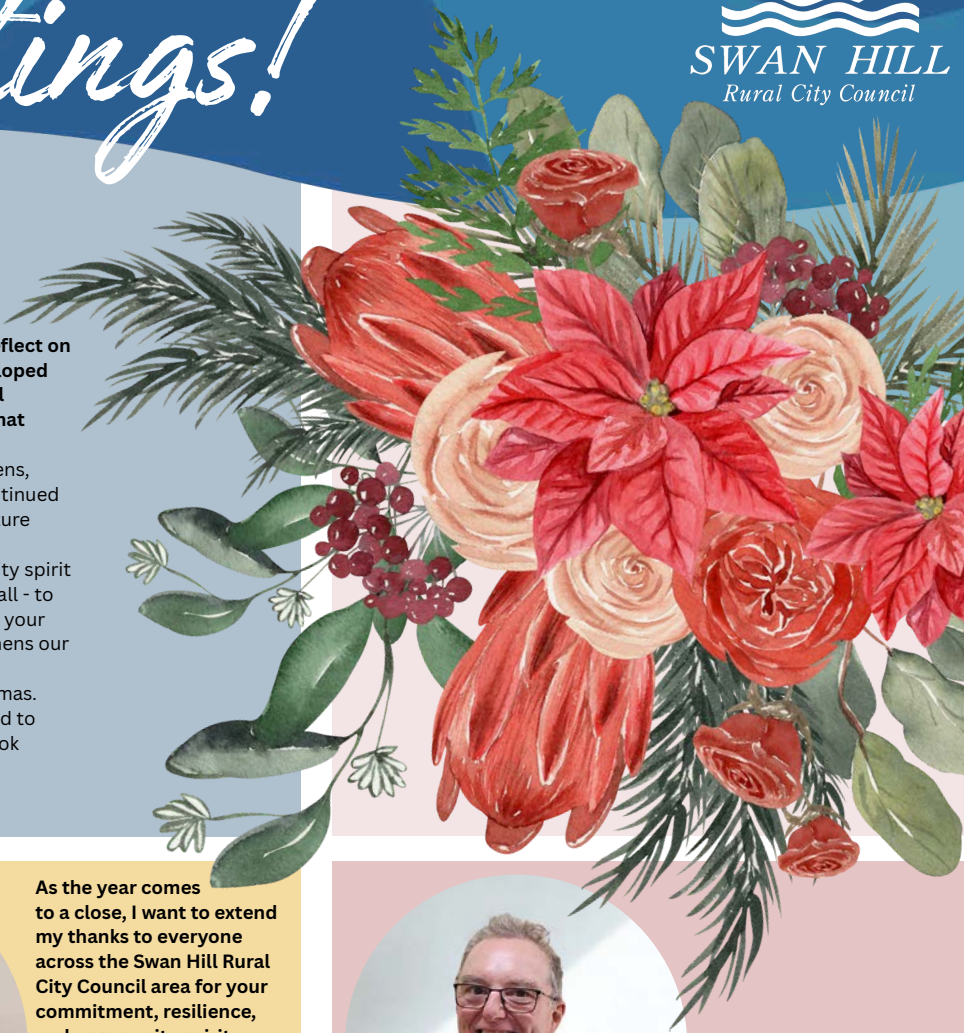 tings!
SWAN HILL
Rural City Council
flect on
loped
hat
ens,
tinued
ture
ty spirit
all - to
your
ens our
mas.
d to
ok
As the year comes
to a close, I want to extend
my thanks to everyone
across the Swan Hill Rural
City Council area for your
commitment, resilience,